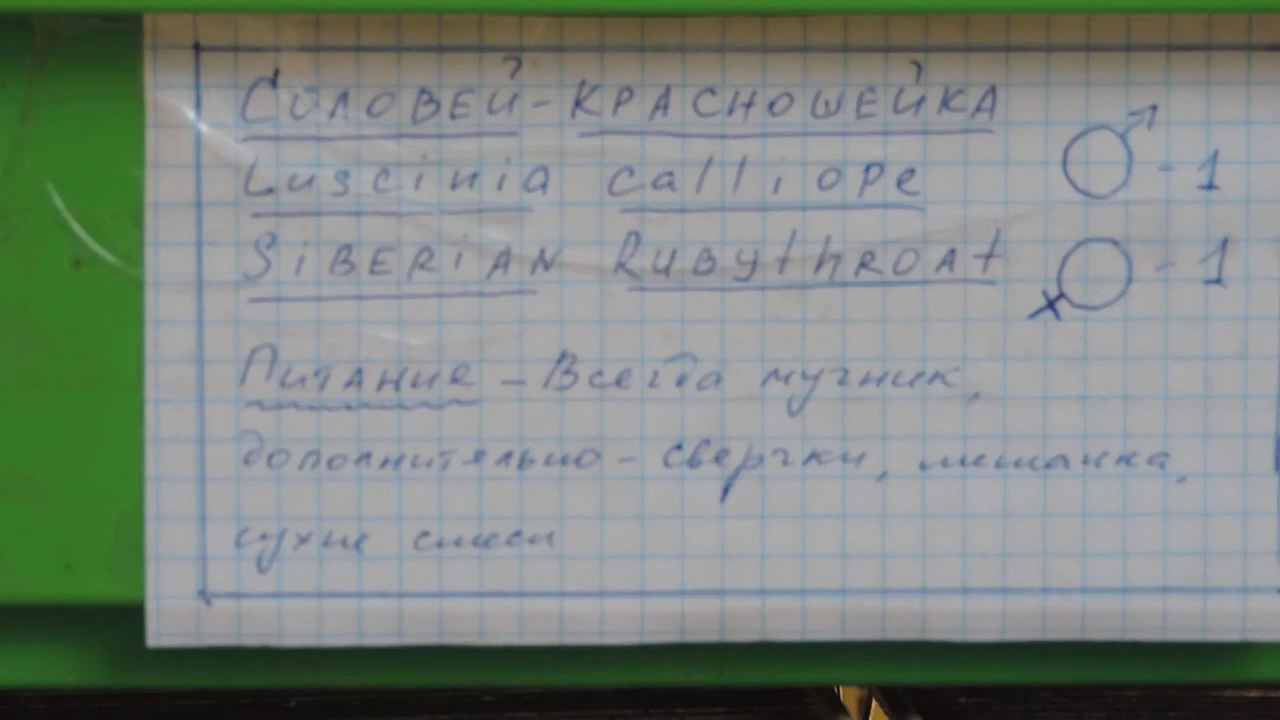 Соловей-красношейка ♂ - 1
Luscinia calliope
Siberian Rubythroat ♀ - 1
Питание - Всегда мучник,
дополнительно - сверчки, мешанка,
сухие смеси